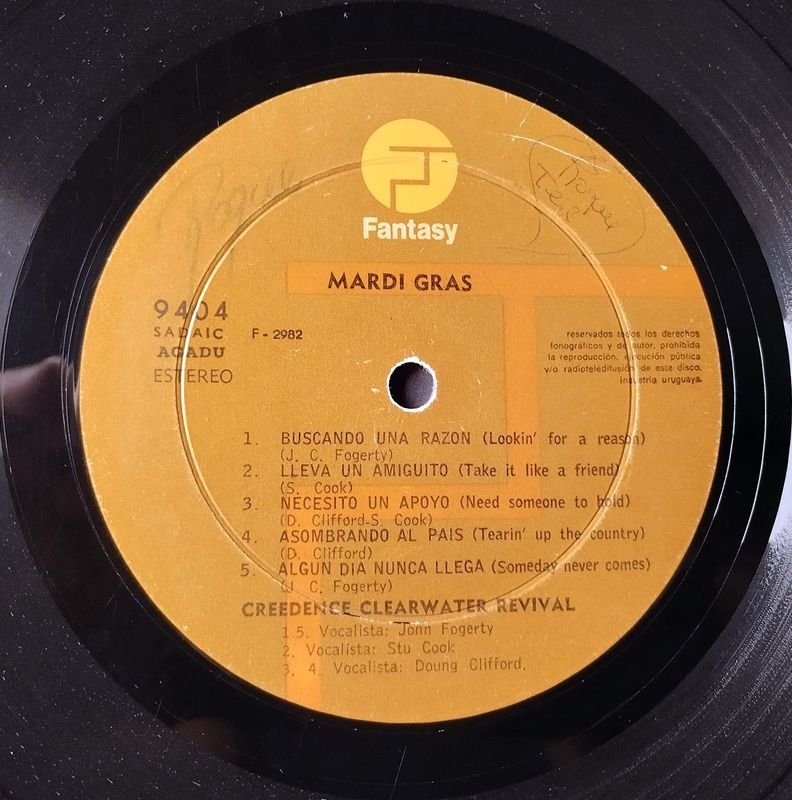 Fantasy
MARDI GRAS
Roque
Roque
9404
SADAIC
AGADU
ESTEREO
F - 2982
reservados todos los derechos
fonográficos y de autor, prohibida
la reproducción, ejecución pública
y/o radioteledifusión de este disco.
industria uruguaya.
1. BUSCANDO UNA RAZON (Lookin' for a reason)
(J. C. Fogerty)
2. LLEVA UN AMIGUITO (Take it like a friend)
(S. Cook)
3. NECESITO UN APOYO (Need someone to hold)
(D. Clifford-S. Cook)
4. ASOMBRANDO AL PAIS (Tearin' up the country)
(D. Clifford)
5. ALGUN DIA NUNCA LLEGA (Someday never comes)
(J. C. Fogerty)
CREEDENCE CLEARWATER REVIVAL
1.5. Vocalista: Jonn Fogerty
2. Vocalista: Stu Cook
3, 4 Vocalista: Doung Clifford.